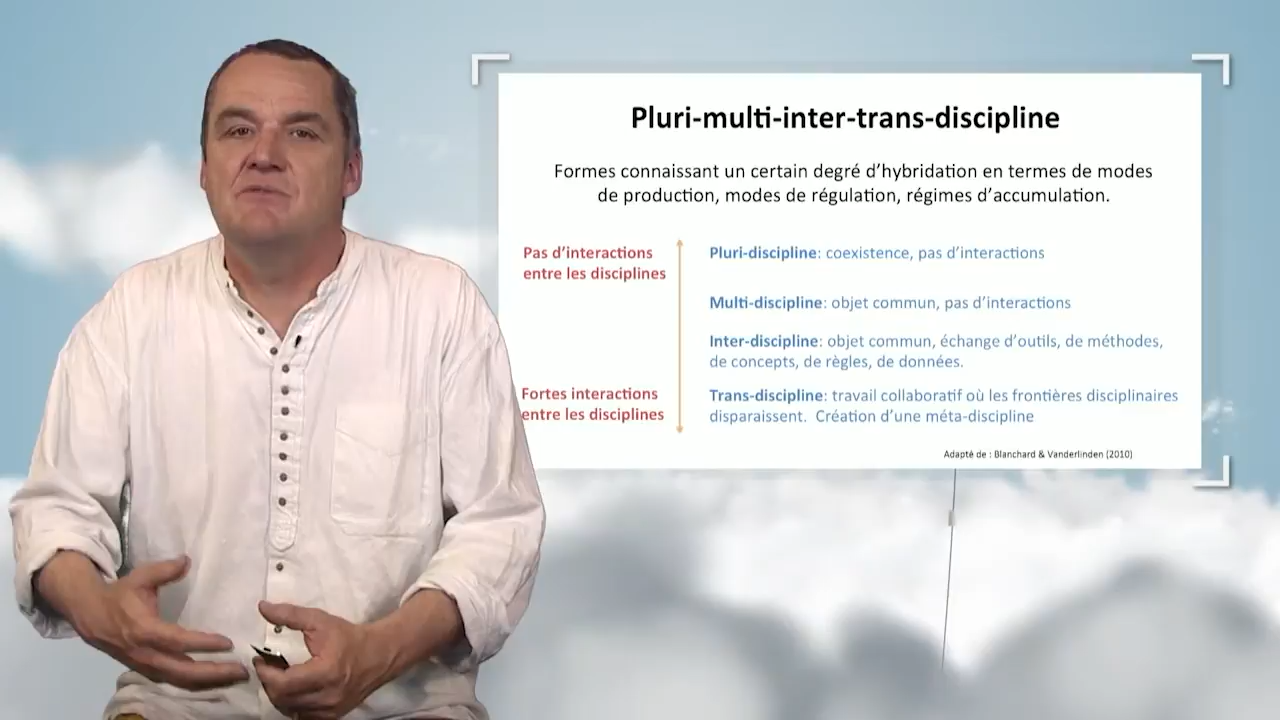 Pluri-multi-inter-trans-discipline
Formes connaissant un certain degré d’hybridation en termes de modes
de production, modes de régulation, régimes d’accumulation.
Pas d’interactions
entre les disciplines
Pluri-discipline: coexistence, pas d’interactions
Multi-discipline: objet commun, pas d’interactions
Inter-discipline: objet commun, échange d’outils, de méthodes,
de concepts, de règles, de données.
Fortes interactions
entre les disciplines
Trans-discipline: travail collaboratif où les frontières disciplinaires
disparaissent. Création d’une méta-discipline
Adapté de : Blanchard & Vanderlinden (2010)